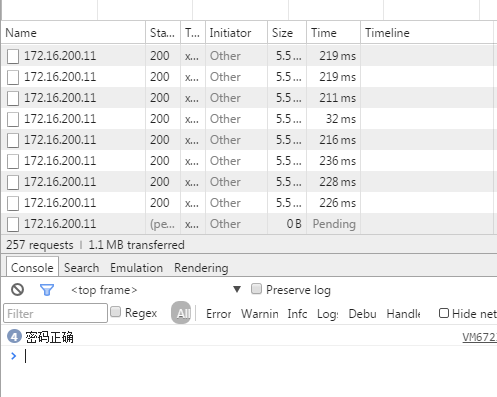 Name Sta... T... Initiator Size Time Timeline
172.16.200.11 200 x... Other 5.5... 219 ms
172.16.200.11 200 x... Other 5.5... 219 ms
172.16.200.11 200 x... Other 5.5... 211 ms
172.16.200.11 200 x... Other 5.5... 32 ms
172.16.200.11 200 x... Other 5.5... 216 ms
172.16.200.11 200 x... Other 5.5... 236 ms
172.16.200.11 200 x... Other 5.5... 228 ms
172.16.200.11 200 x... Other 5.5... 226 ms
172.16.200.11 (pe... x... Other 0 B Pending
257 requests | 1.1 MB transferred
Console Search Emulation Rendering
<top frame> Preserve log
Filter Regex All Error Warnin Info Logs Debu Handle Hide net
4 密码正确 VM672